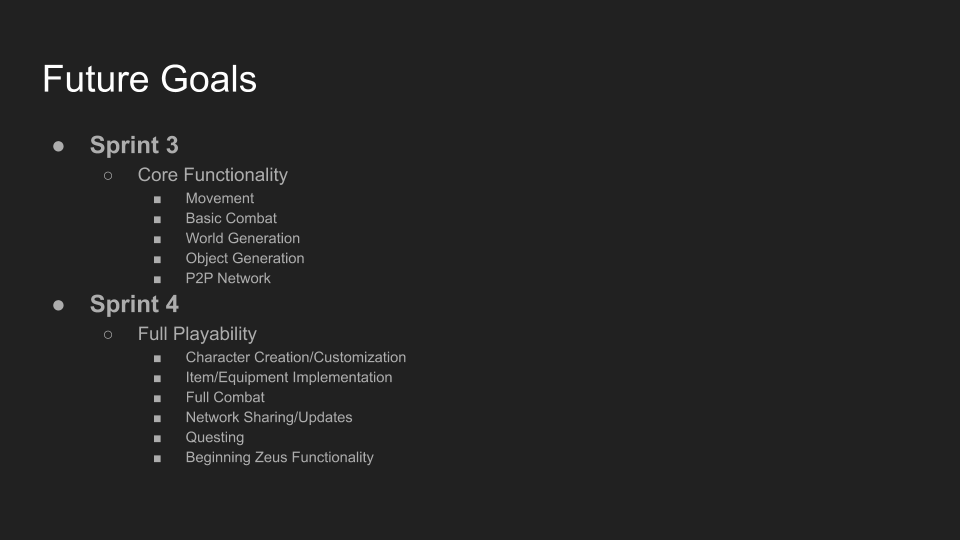 Future Goals
● Sprint 3
○ Core Functionality
■ Movement
■ Basic Combat
■ World Generation
■ Object Generation
■ P2P Network
● Sprint 4
○ Full Playability
■ Character Creation/Customization
■ Item/Equipment Implementation
■ Full Combat
■ Network Sharing/Updates
■ Questing
■ Beginning Zeus Functionality